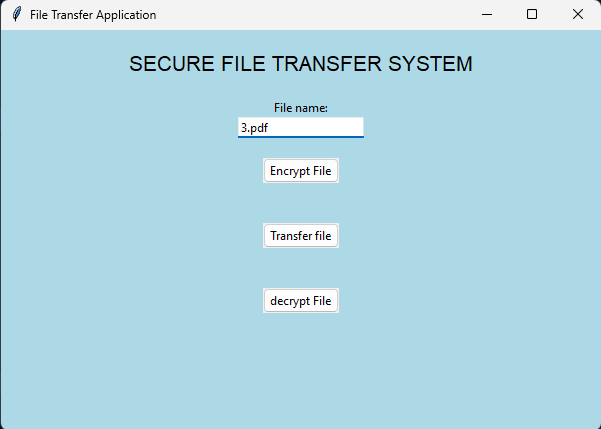 File Transfer Application
SECURE FILE TRANSFER SYSTEM
File name:
3.pdf
Encrypt File
Transfer file
decrypt File